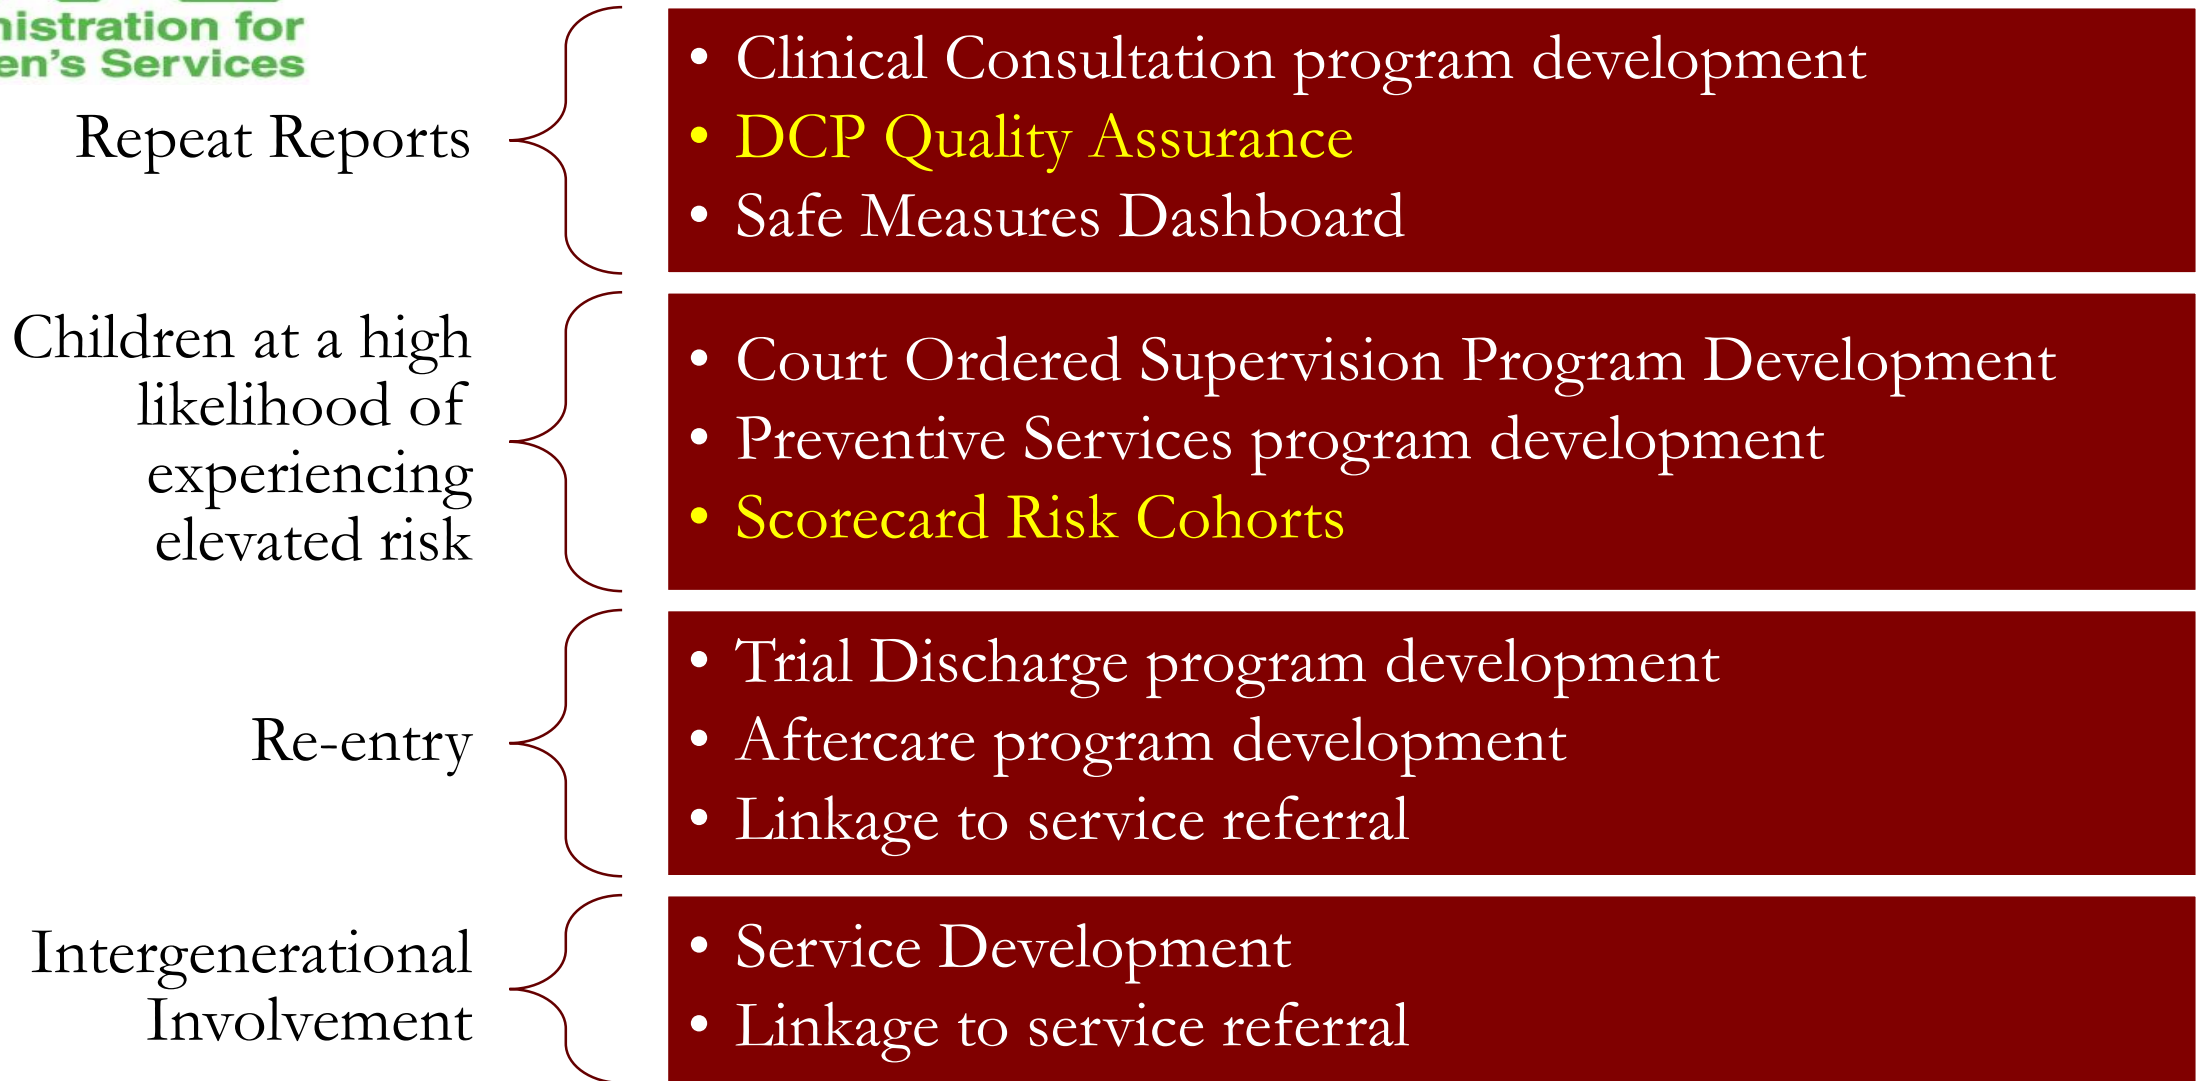 nistration for
en's Services
Repeat Reports
• Clinical Consultation program development
• DCP Quality Assurance
• Safe Measures Dashboard
Children at a high
likelihood of
experiencing
elevated risk
• Court Ordered Supervision Program Development
• Preventive Services program development
• Scorecard Risk Cohorts
Re-entry
• Trial Discharge program development
• Aftercare program development
• Linkage to service referral
Intergenerational
Involvement
• Service Development
• Linkage to service referral